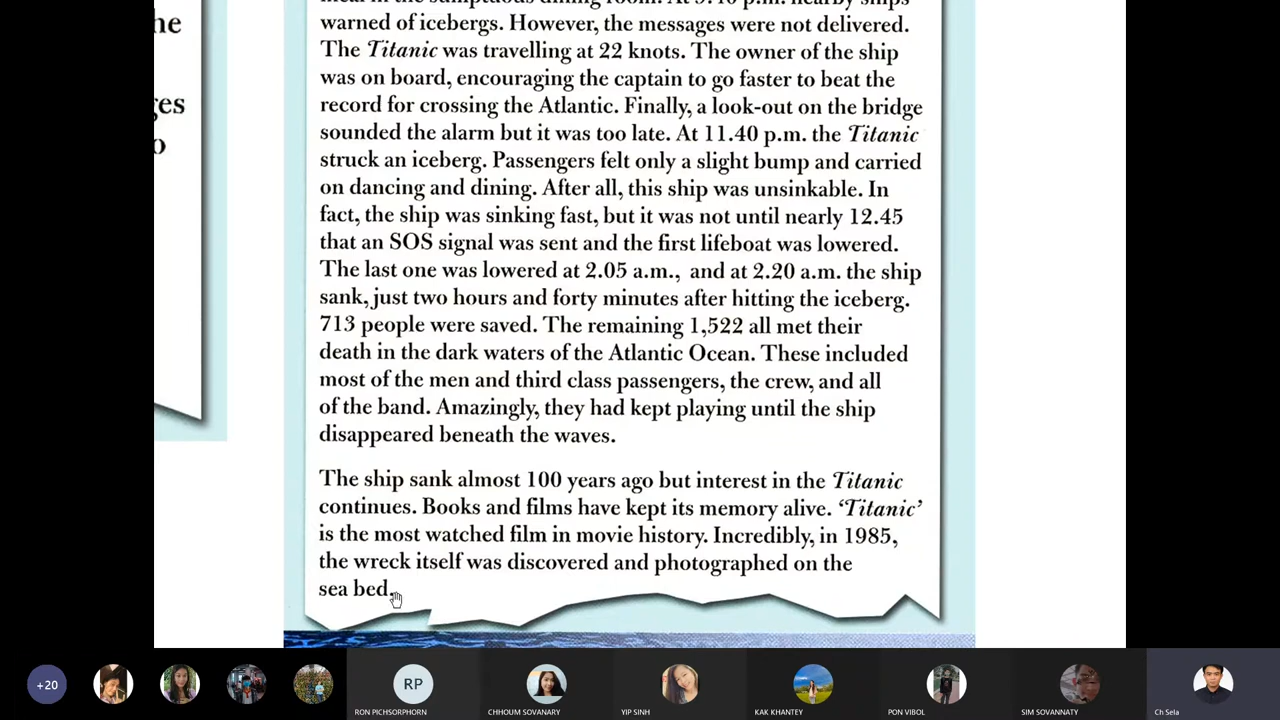 he
ges
o
warned of icebergs. However, the messages were not delivered.
The Titanic was travelling at 22 knots. The owner of the ship
was on board, encouraging the captain to go faster to beat the
record for crossing the Atlantic. Finally, a look-out on the bridge
sounded the alarm but it was too late. At 11.40 p.m. the Titanic
struck an iceberg. Passengers felt only a slight bump and carried
on dancing and dining. After all, this ship was unsinkable. In
fact, the ship was sinking fast, but it was not until nearly 12.45
that an SOS signal was sent and the first lifeboat was lowered.
The last one was lowered at 2.05 a.m., and at 2.20 a.m. the ship
sank, just two hours and forty minutes after hitting the iceberg.
713 people were saved. The remaining 1,522 all met their
death in the dark waters of the Atlantic Ocean. These included
most of the men and third class passengers, the crew, and all
of the band. Amazingly, they had kept playing until the ship
disappeared beneath the waves.
The ship sank almost 100 years ago but interest in the Titanic
continues. Books and films have kept its memory alive. ‘Titanic’
is the most watched film in movie history. Incredibly, in 1985,
the wreck itself was discovered and photographed on the
sea bed.
+20
RP
RON PICHSORPHORN
CHHOUM SOVANARY
YIP SINH
KAK KHANTEY
PON VIBOL
SIM SOVANNATY
Ch Sela